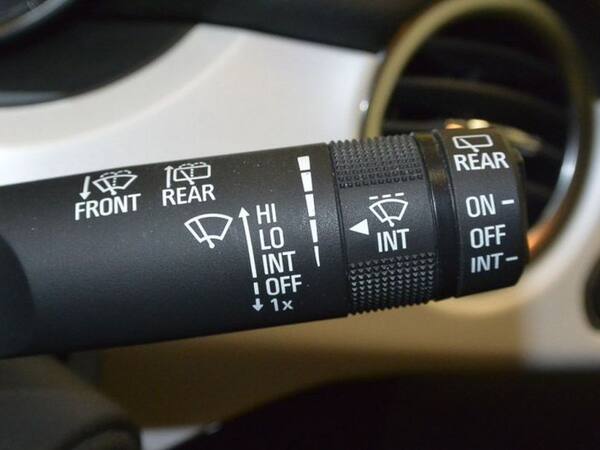 FRONT
REAR
HI
LO
INT
OFF
1x
INT
REAR
ON
OFF
INT